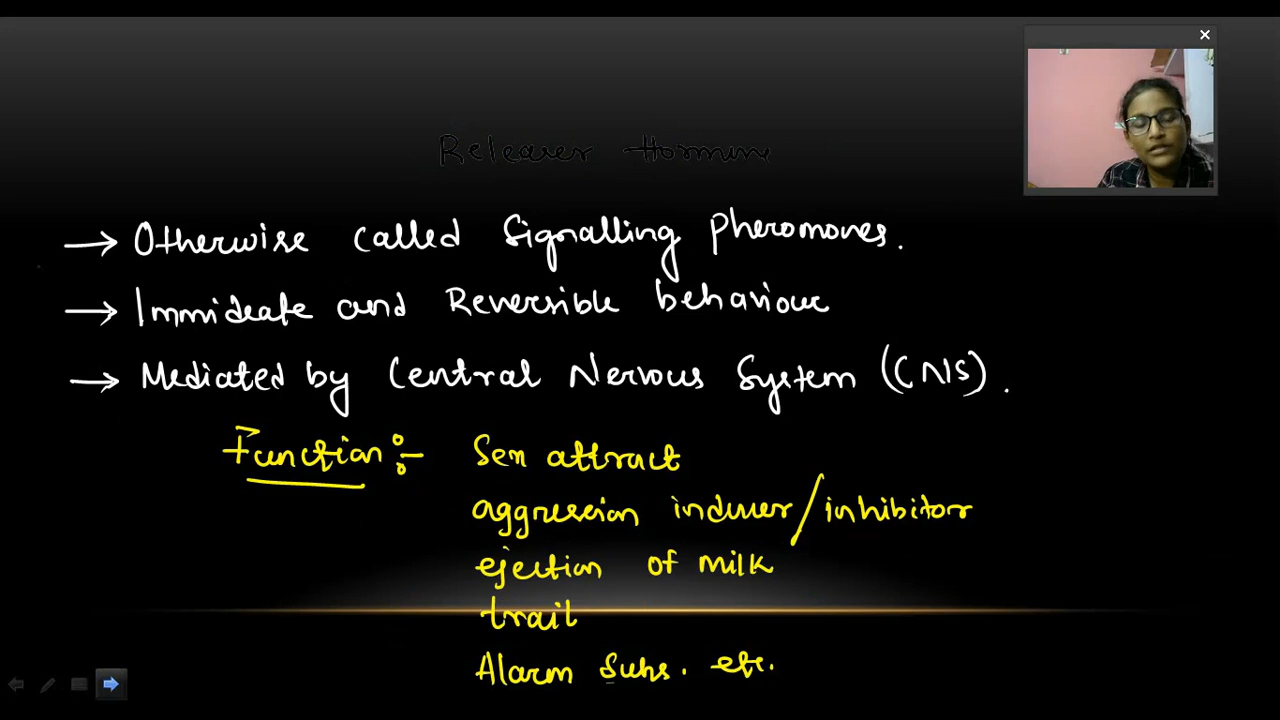 Releaser Hormone
→ Otherwise called Signalling pheromones.
→ Immideate and Reversible behaviour
→ Mediated by Central Nervous System (CNS).
Function :- Sex attract
aggression inducer/inhibitor
ejection of milk
trail
Alarm Subs. etc.